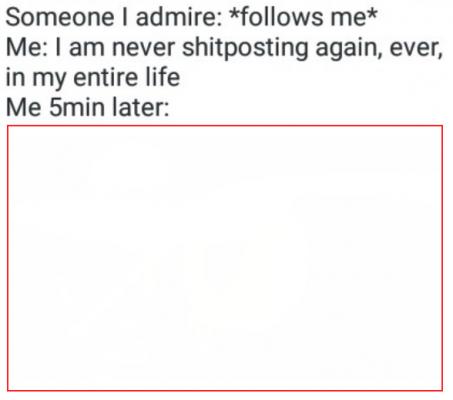 Someone I admire: *follows me*
Me: I am never shitposting again, ever,
in my entire life
Me 5min later: